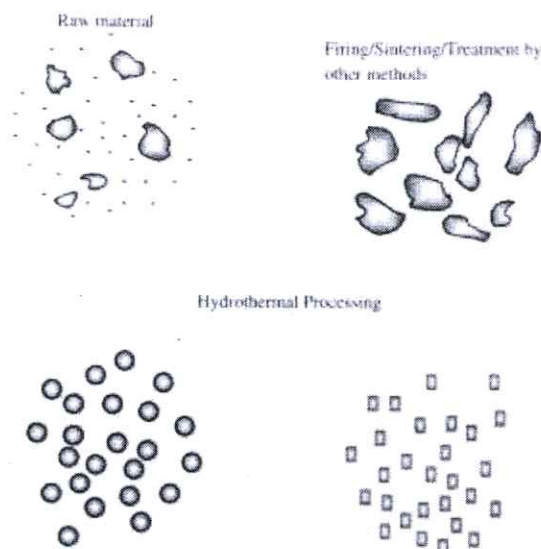 Raw material
Firing/Sintering/Treatment by
other methods
Hydrothermal Processing